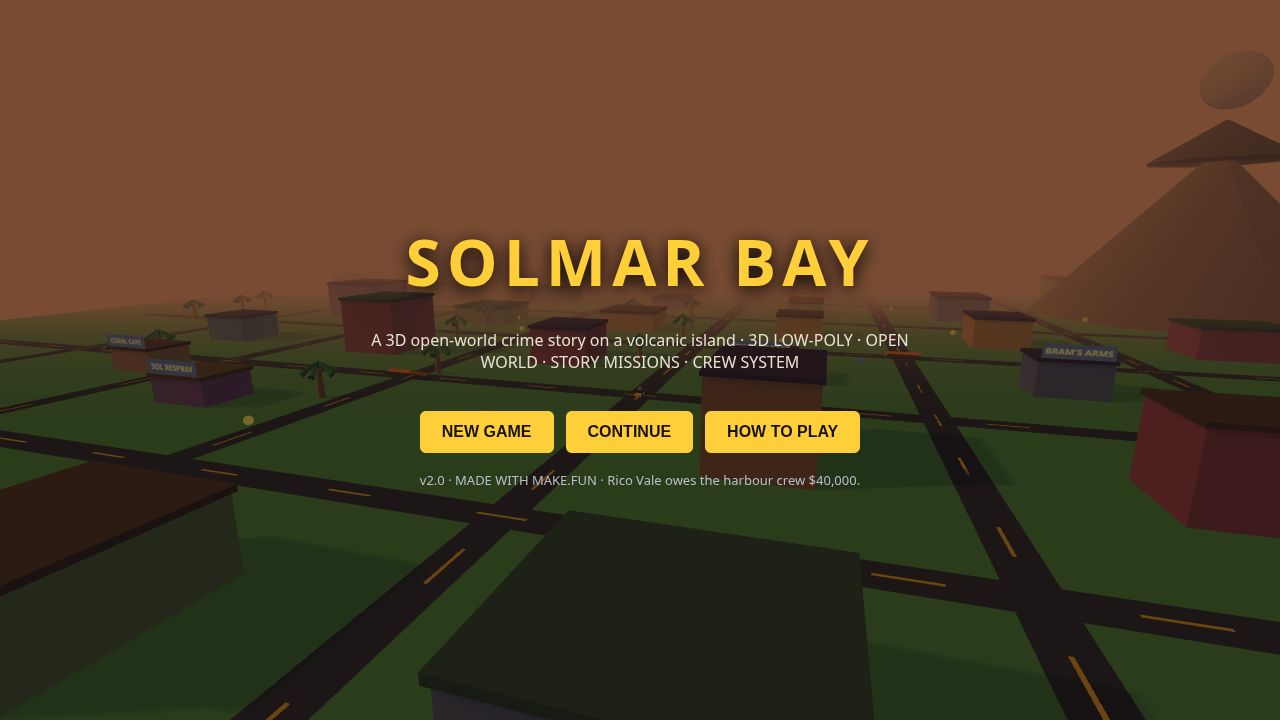 SOLMAR BAY
A 3D open-world crime story on a volcanic island · 3D LOW-POLY · OPEN
WORLD · STORY MISSIONS · CREW SYSTEM
CORAL CAFE
SOL RESPRAY
BRAM'S ARMS
NEW GAME
CONTINUE
HOW TO PLAY
v2.0 · MADE WITH MAKE.FUN · Rico Vale owes the harbour crew $40,000.